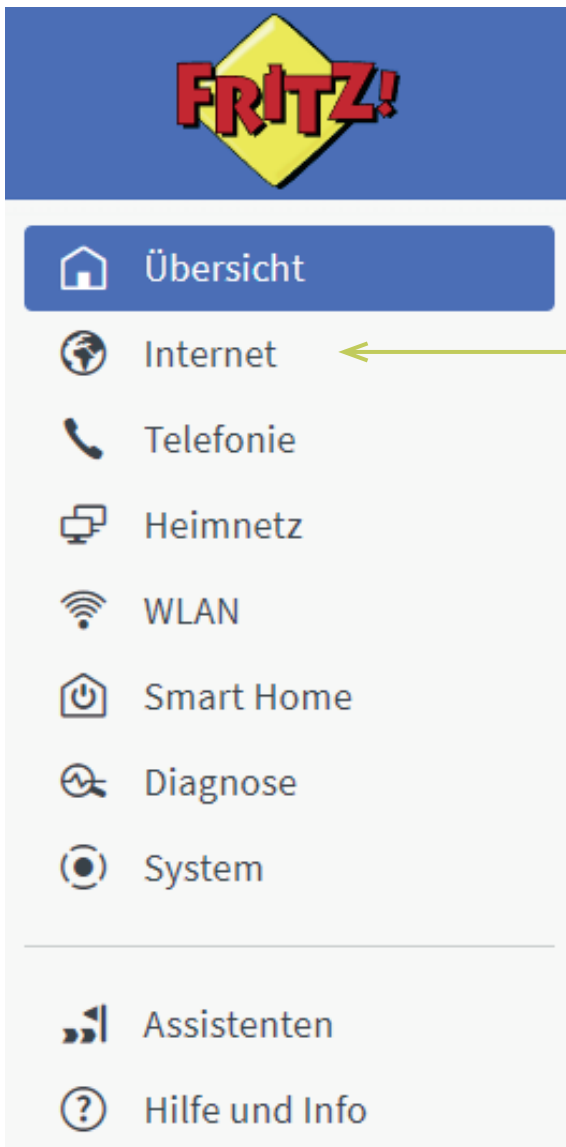 FRITZ!
Übersicht
Internet
Telefonie
Heimnetz
WLAN
Smart Home
Diagnose
System
Assistenten
Hilfe und Info